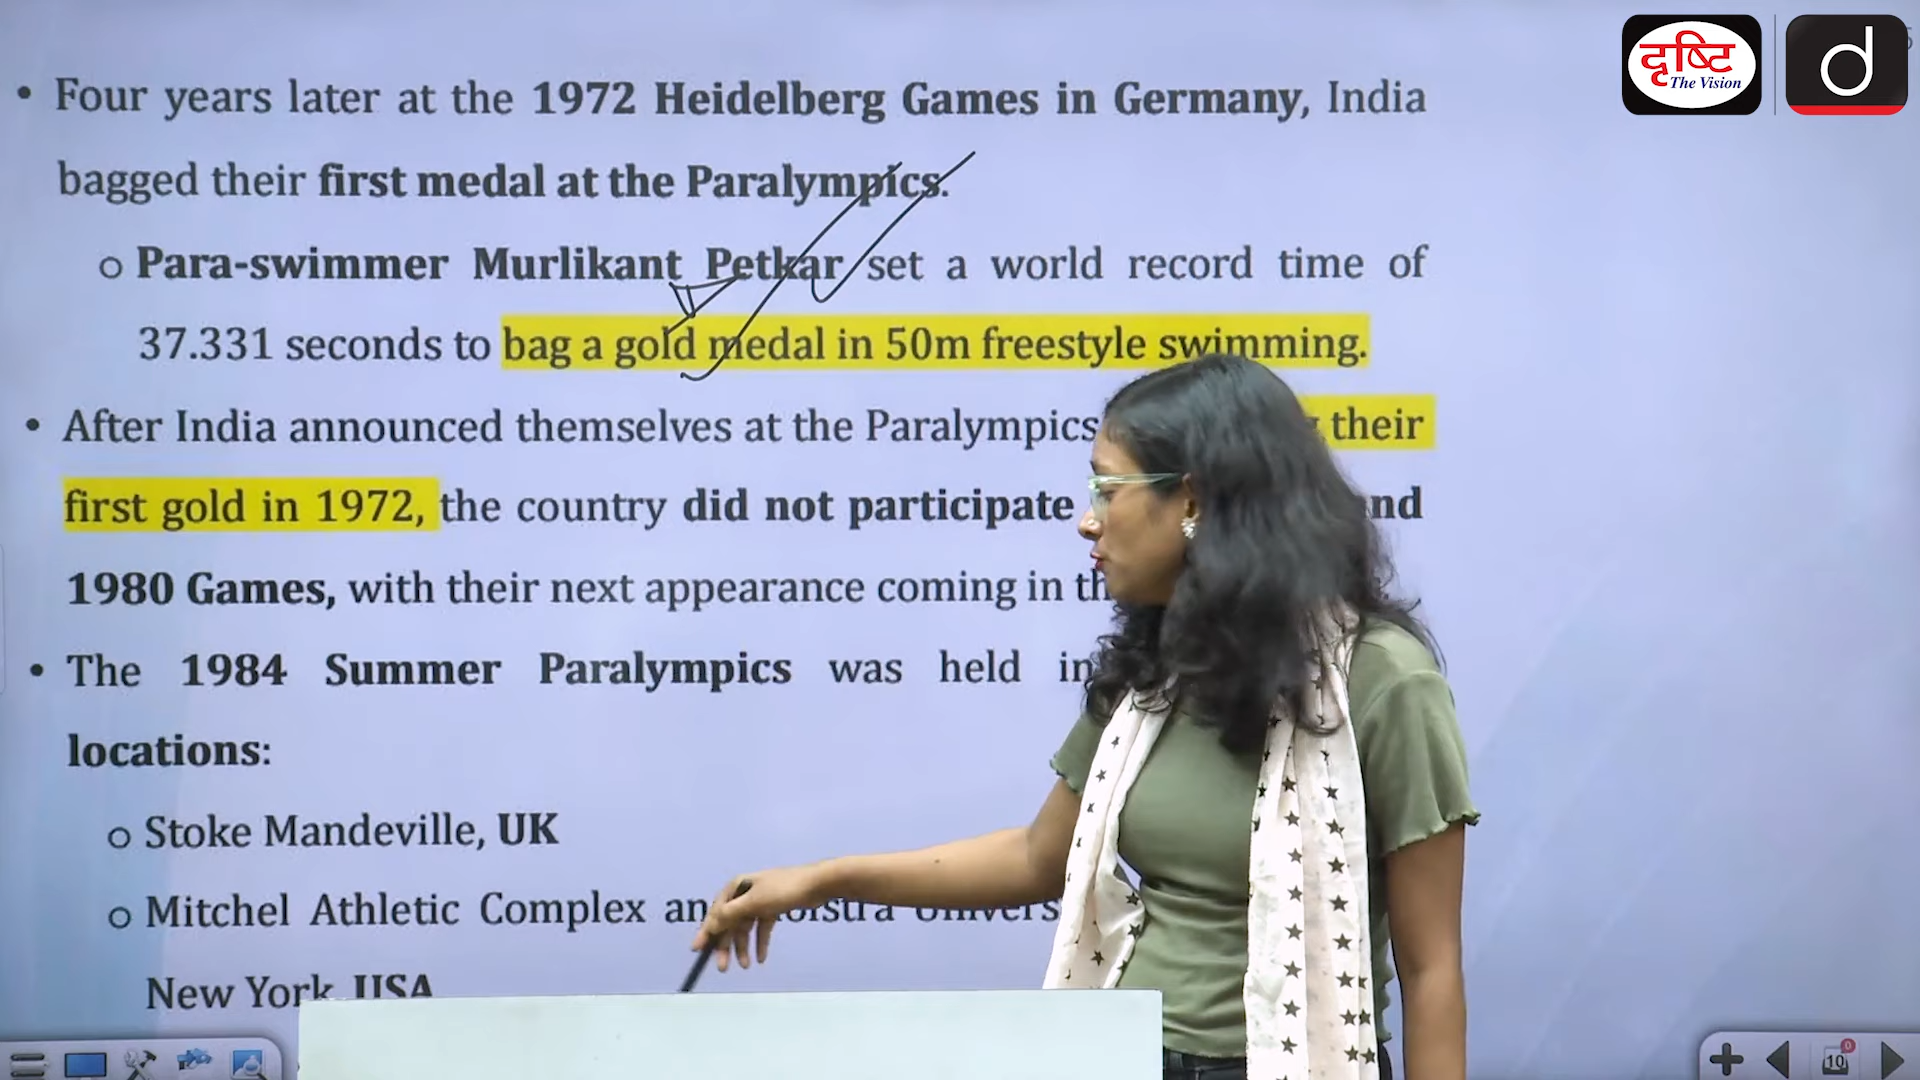 दृष्टि
The Vision
d
• Four years later at the 1972 Heidelberg Games in Germany, India
bagged their first medal at the Paralympics.
o Para-swimmer Murlikant Petkar set a world record time of
37.331 seconds to bag a gold medal in 50m freestyle swimming.
• After India announced themselves at the Paralympics their
first gold in 1972, the country did not participate
1980 Games, with their next appearance coming in
• The 1984 Summer Paralympics was held in
locations:
o Stoke Mandeville, UK
o Mitchel Athletic Complex
New York, USA
10
0